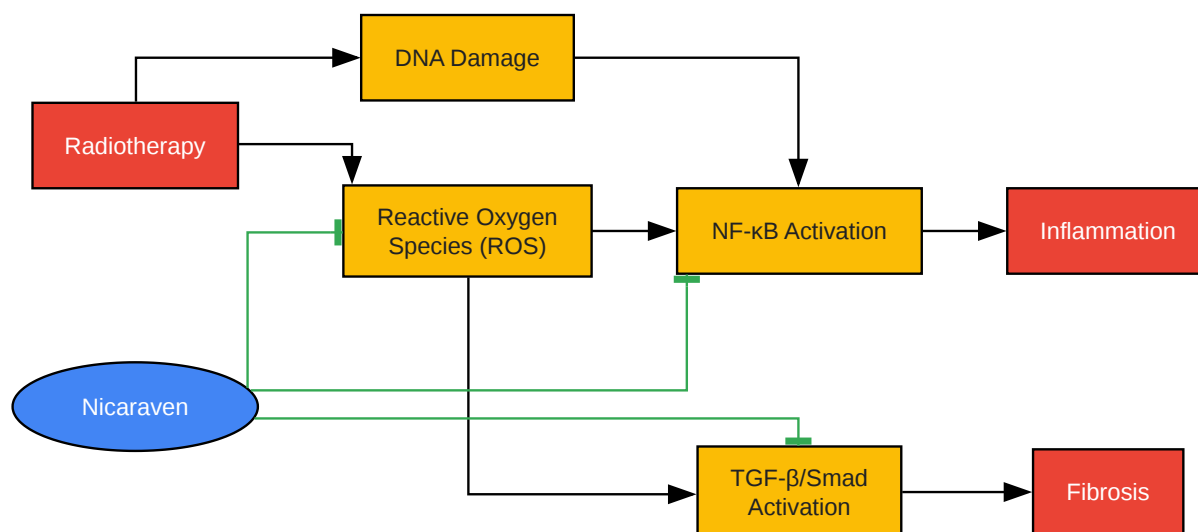 DNA Damage
Radiotherapy
Reactive Oxygen
Species (ROS)
NF-κB Activation
Inflammation
Nicaraven
TGF-β/Smad
Activation
Fibrosis